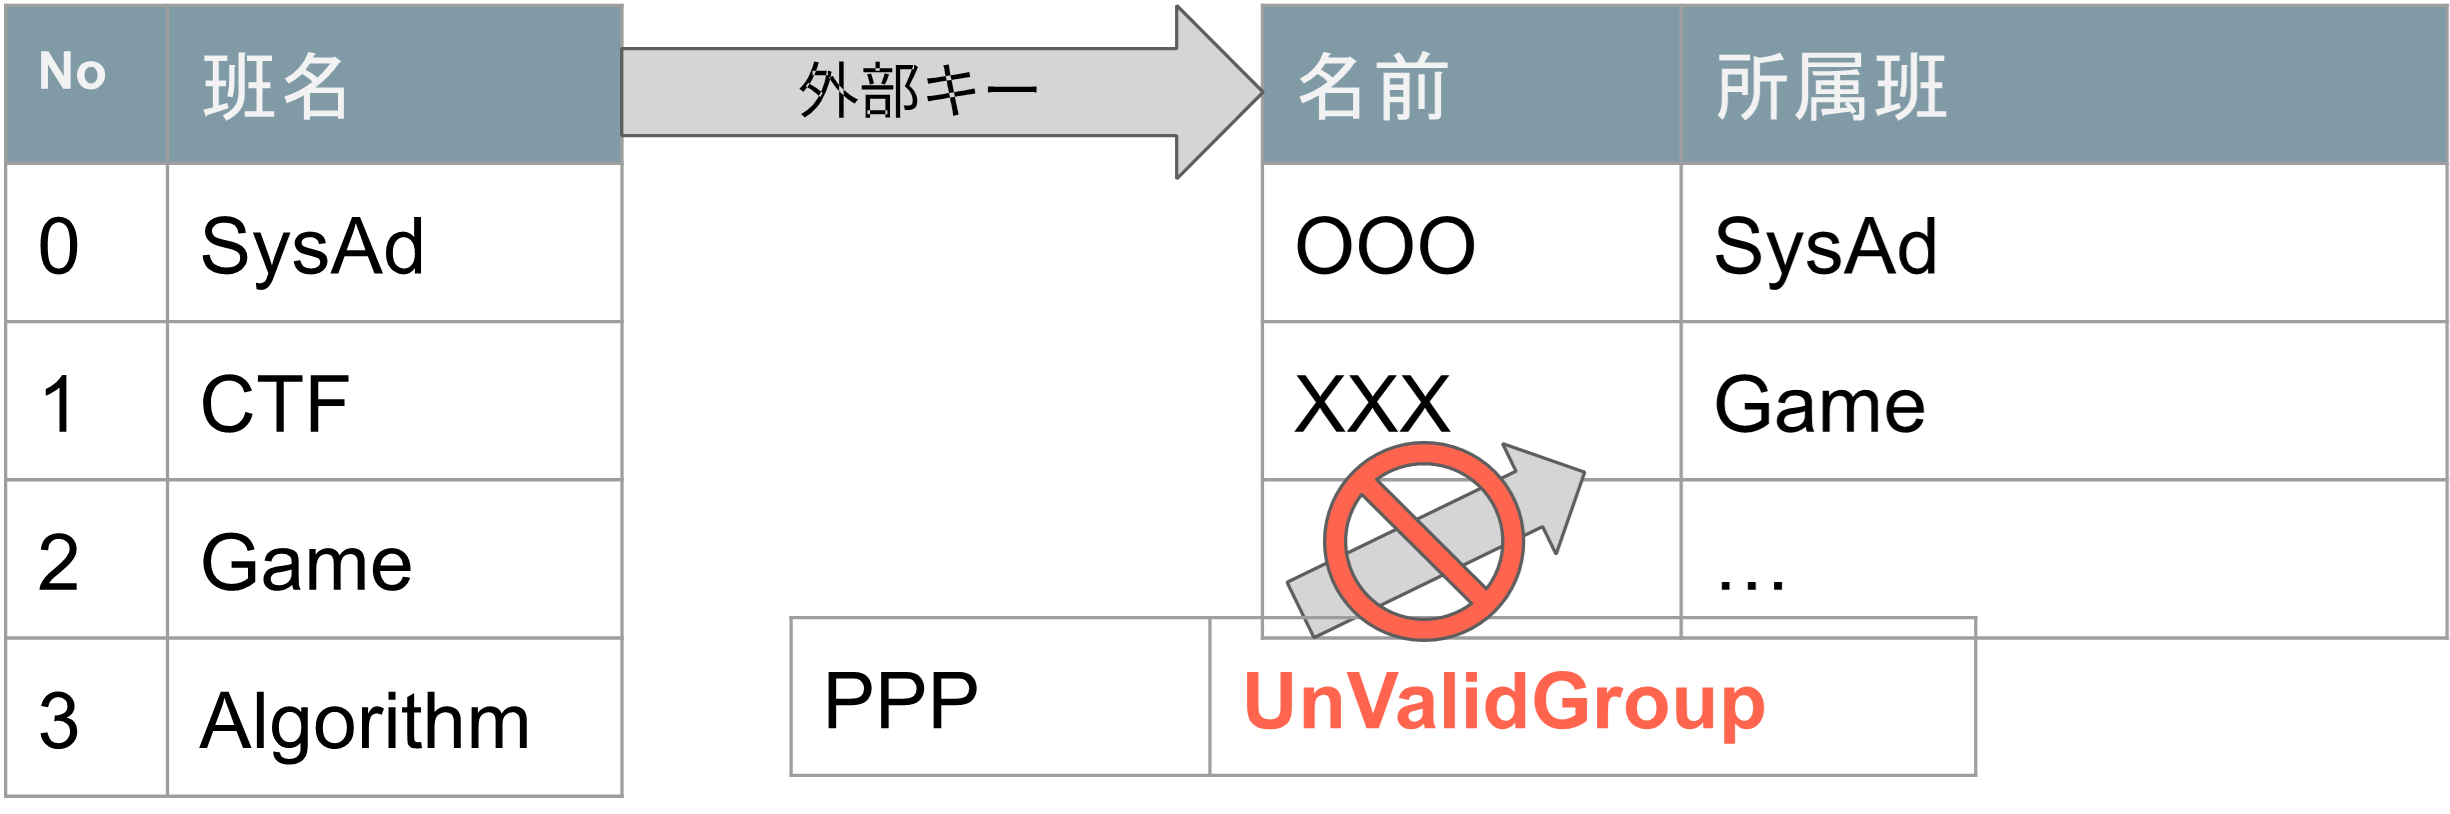 No 班名
0 SysAd
1 CTF
2 Game
3 Algorithm
外部キー
名前 所属班
OOO SysAd
XXX Game
…
PPP UnValidGroup